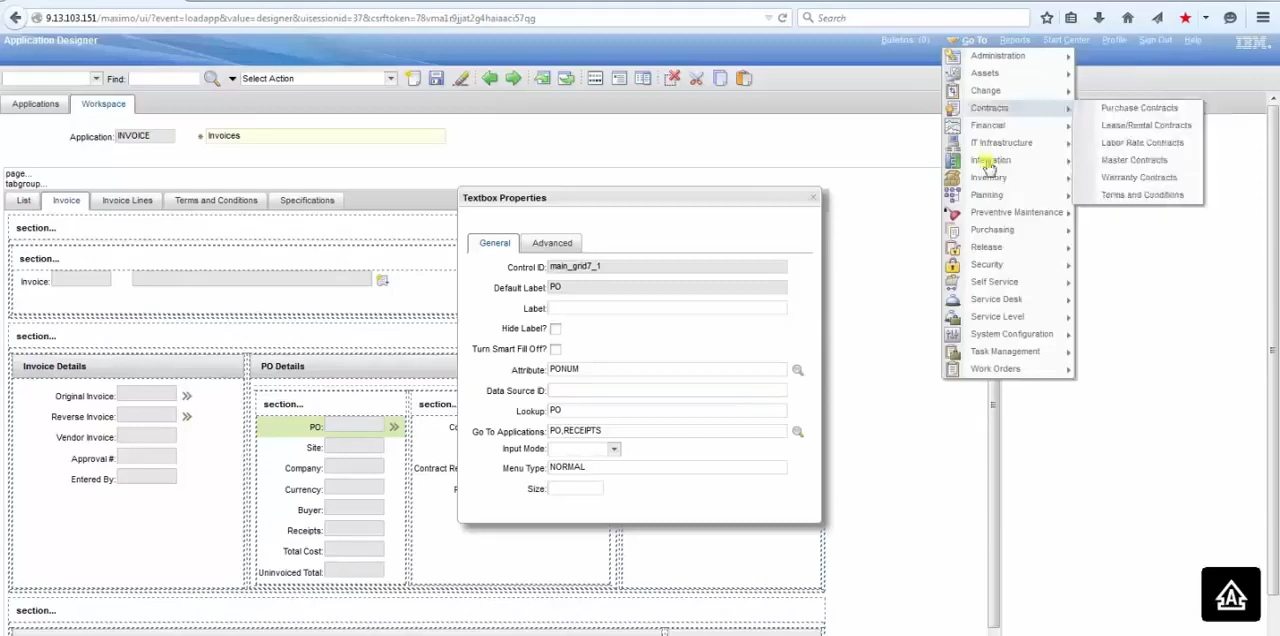 9.13.103.151/maximo/ui/?event=loadapp&value=designer&uisessionid=37&csrftoken=78vma1r9jjat2g4haiaaci57qg
Search
Application Designer
Bulletins: (0) Go To Reports Start Center Profile Sign Out Help IBM.
Find: Select Action
Applications Workspace
Application: INVOICE Invoices
page...
tabgroup...
List Invoice Invoice Lines Terms and Conditions Specifications
section...
section...
Invoice:
section...
Invoice Details PO Details
Original Invoice:
Reverse Invoice:
Vendor Invoice:
Approval #:
Entered By:
section... section...
PO:
Site:
Company:
Currency:
Contract Re
Buyer:
Receipts:
Total Cost:
Uninvoiced Total:
section...
Textbox Properties
General Advanced
Control ID: main_grid7_1
Default Label: PO
Label:
Hide Label?
Turn Smart Fill Off?
Attribute: PONUM
Data Source ID:
Lookup: PO
Go To Applications: PO,RECEIPTS
Input Mode:
Menu Type: NORMAL
Size:
Administration
Assets
Change
Contracts
Financial
IT Infrastructure
Integration
Inventory
Planning
Preventive Maintenance
Purchasing
Release
Security
Self Service
Service Desk
Service Level
System Configuration
Task Management
Work Orders
Purchase Contracts
Lease/Rental Contracts
Labor Rate Contracts
Master Contracts
Warranty Contracts
Terms and Conditions